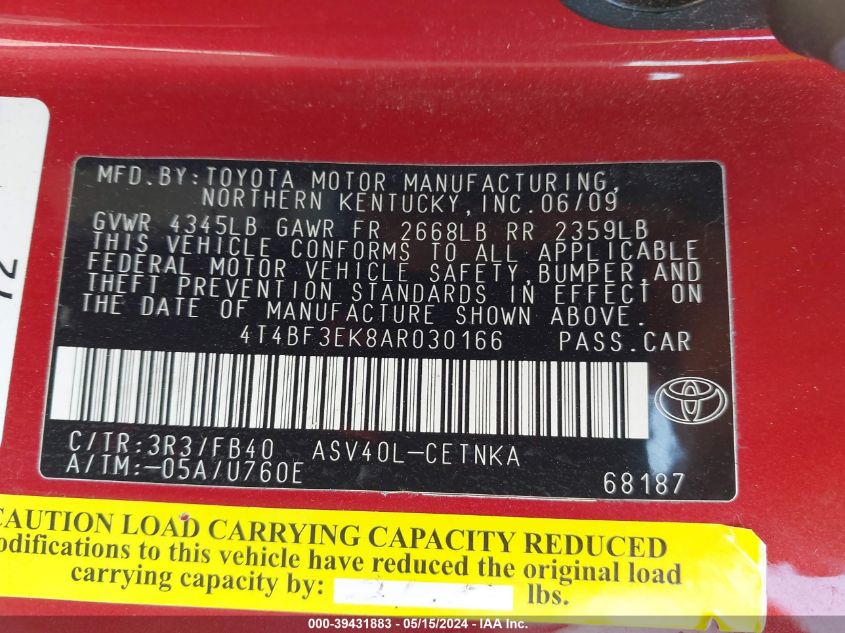 MFD.BY:TOYOTA MOTOR MANUFACTURING,
NORTHERN KENTUCKY,INC.06/09
GVWR 4345LB GAWR FR 2668LB RR 2359LB
THIS VEHICLE CONFORMS TO ALL APPLICABLE
FEDERAL MOTOR VEHICLE SAFETY,BUMPER,AND
THEFT PREVENTION STANDARDS IN EFFECT ON
THE DATE OF MANUFACTURE SHOWN ABOVE.
4T4BF3EK8AR030166 PASS.CAR
C/TR:3R3/FB40 ASV40L-CETNKA
A/TM:-05A/U760E
68187
CAUTION LOAD CARRYING CAPACITY REDUCED
odifications to this vehicle have reduced the original load
carrying capacity by: lbs.
000-39431883 - 05/15/2024 - IAA Inc.